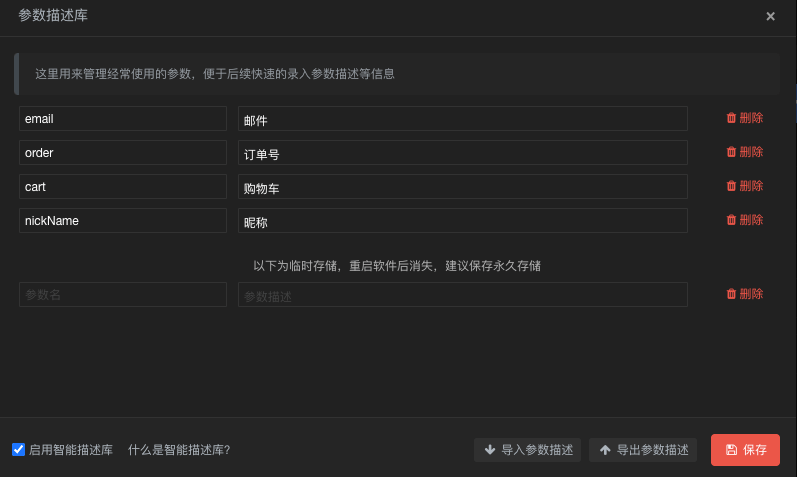 参数描述库 ×
这里用来管理经常使用的参数，便于后续快速的录入参数描述等信息
email 邮件 删除
order 订单号 删除
cart 购物车 删除
nickName 昵称 删除
以下为临时存储，重启软件后消失，建议保存永久存储
参数名 参数描述 删除
启用智能描述库 什么是智能描述库? 导入参数描述 导出参数描述 保存